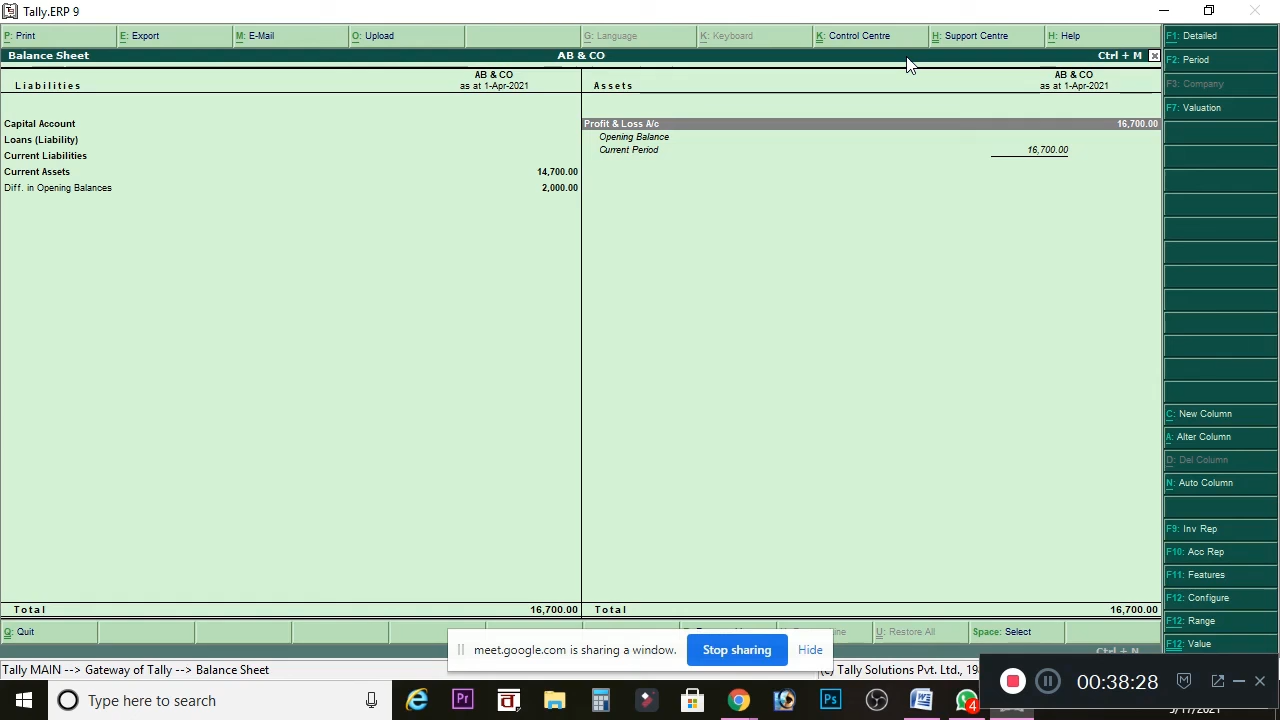 Tally.ERP 9
P: Print E: Export M: E-Mail O: Upload G: Language K: Keyboard K: Control Centre H: Support Centre H: Help
Balance Sheet AB & CO Ctrl + M
Liabilities AB & CO as at 1-Apr-2021 Assets AB & CO as at 1-Apr-2021
Capital Account Profit & Loss A/c 16,700.00
Loans (Liability) Opening Balance
Current Liabilities Current Period 16,700.00
Current Assets 14,700.00
Diff. in Opening Balances 2,000.00
Total 16,700.00 Total 16,700.00
F1: Detailed
F2: Period
F3: Company
F7: Valuation
C: New Column
A: Alter Column
D: Del Column
N: Auto Column
F9: Inv Rep
F10: Acc Rep
F11: Features
F12: Configure
F12: Range
F12: Value
Q: Quit U: Restore All Space: Select
meet.google.com is sharing a window. Stop sharing Hide
Ctrl + N
Tally MAIN --> Gateway of Tally --> Balance Sheet (c) Tally Solutions Pvt. Ltd., 19
00:38:28
Type here to search
Pr
Ps
4